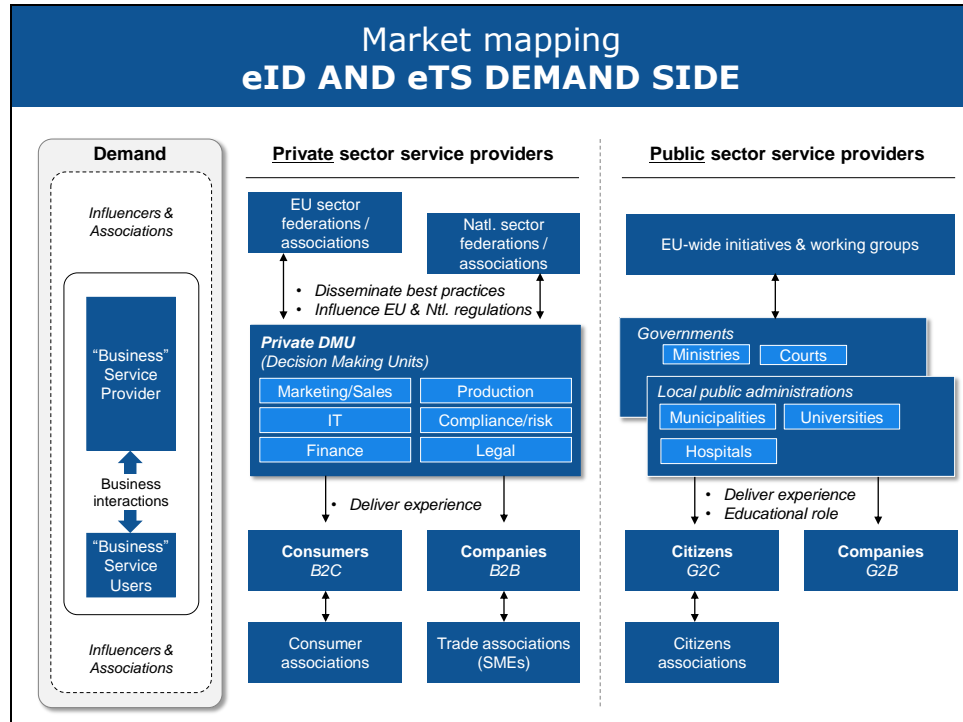 Market mapping
eID AND eTS DEMAND SIDE
Demand
Influencers &
Associations
"Business"
Service
Provider
Business
interactions
"Business"
Service
Users
Influencers &
Associations
Private sector service providers
EU sector
federations /
associations
Natl. sector
federations /
associations
• Disseminate best practices
• Influence EU & Ntl. regulations
Private DMU
(Decision Making Units)
Marketing/Sales
Production
IT
Compliance/risk
Finance
Legal
• Deliver experience
Consumers
B2C
Companies
B2B
Consumer
associations
Trade associations
(SMEs)
Public sector service providers
EU-wide initiatives & working groups
Governments
Ministries
Courts
Local public administrations
Municipalities
Universities
Hospitals
• Deliver experience
• Educational role
Citizens
G2C
Companies
G2B
Citizens
associations